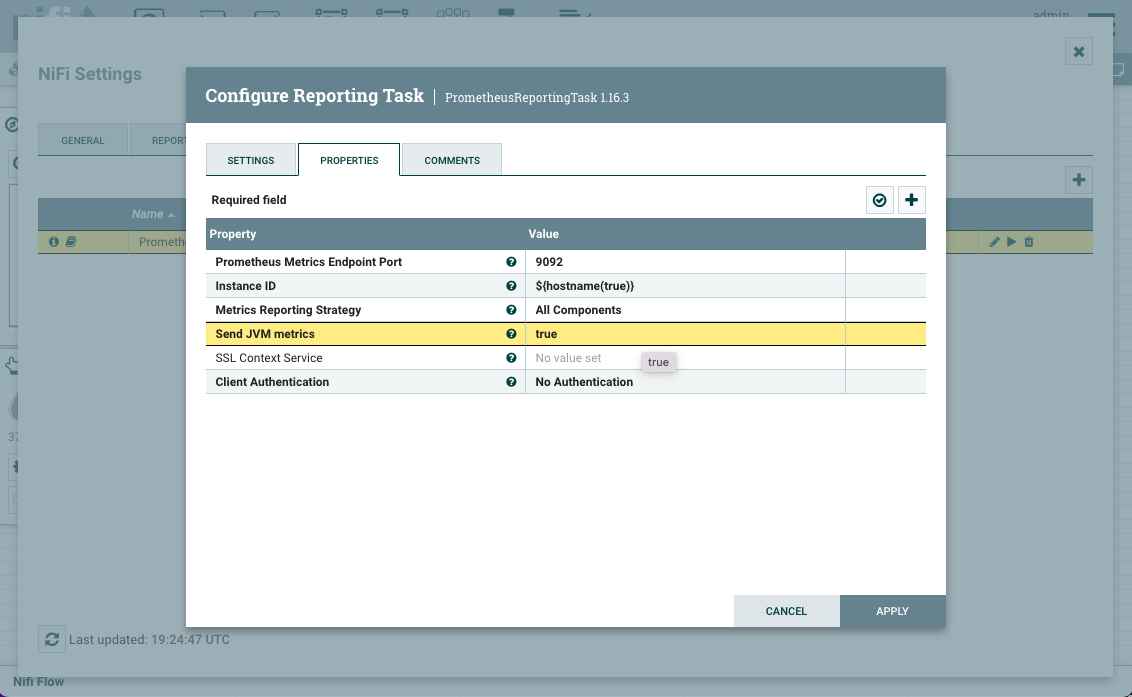 nifi
admin
NiFi Settings
GENERAL
REPORT
Name
Prometh
Configure Reporting Task | PrometheusReportingTask 1.16.3
SETTINGS
PROPERTIES
COMMENTS
Required field
Property Value
Prometheus Metrics Endpoint Port 9092
Instance ID ${hostname(true)}
Metrics Reporting Strategy All Components
Send JVM metrics true
SSL Context Service No value set
true
Client Authentication No Authentication
37
CANCEL
APPLY
Last updated: 19:24:47 UTC
Nifi Flow